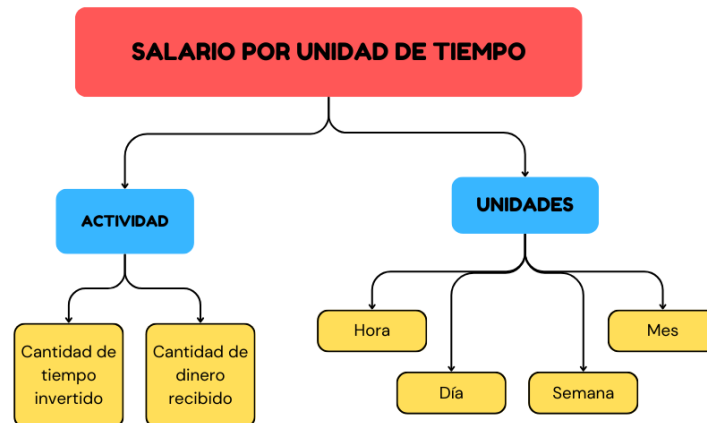 SALARIO POR UNIDAD DE TIEMPO
ACTIVIDAD
UNIDADES
Cantidad de
tiempo
invertido
Cantidad de
dinero
recibido
Hora
Día
Semana
Mes